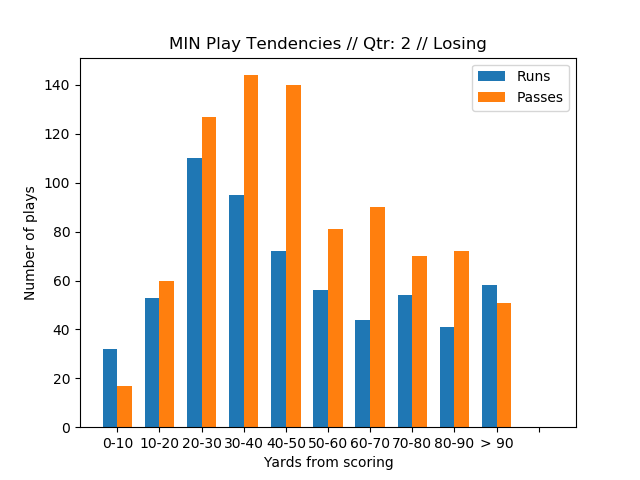 MIN Play Tendencies // Qtr: 2 // Losing
Runs
Passes
Number of plays
140
120
100
80
60
40
20
0
0-10 10-20 20-30 30-40 40-50 50-60 60-70 70-80 80-90 > 90
Yards from scoring